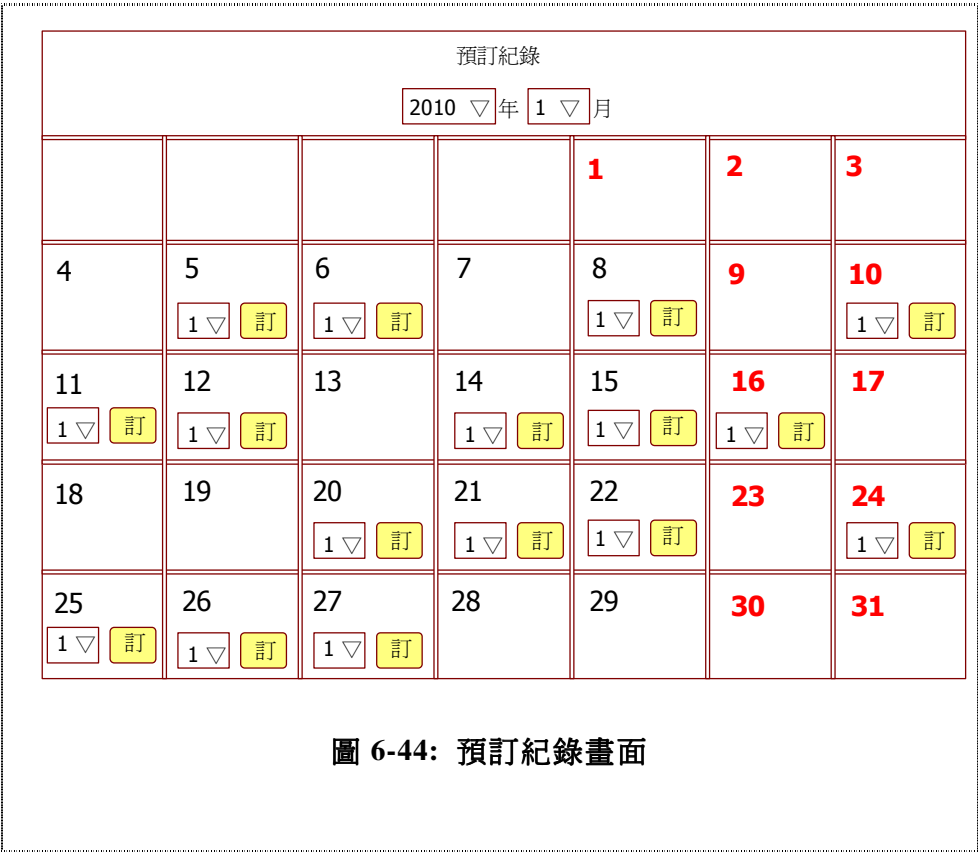 預訂紀錄
2010 ▽ 年 1 ▽ 月
1 2 3
4 5 6 7 8 9 10
1 ▽ 訂 1 ▽ 訂 1 ▽ 訂 1 ▽ 訂
11 12 13 14 15 16 17
1 ▽ 訂 1 ▽ 訂 1 ▽ 訂 1 ▽ 訂 1 ▽ 訂
18 19 20 21 22 23 24
1 ▽ 訂 1 ▽ 訂 1 ▽ 訂 1 ▽ 訂
25 26 27 28 29 30 31
1 ▽ 訂 1 ▽ 訂 1 ▽ 訂
圖 6-44: 預訂紀錄畫面